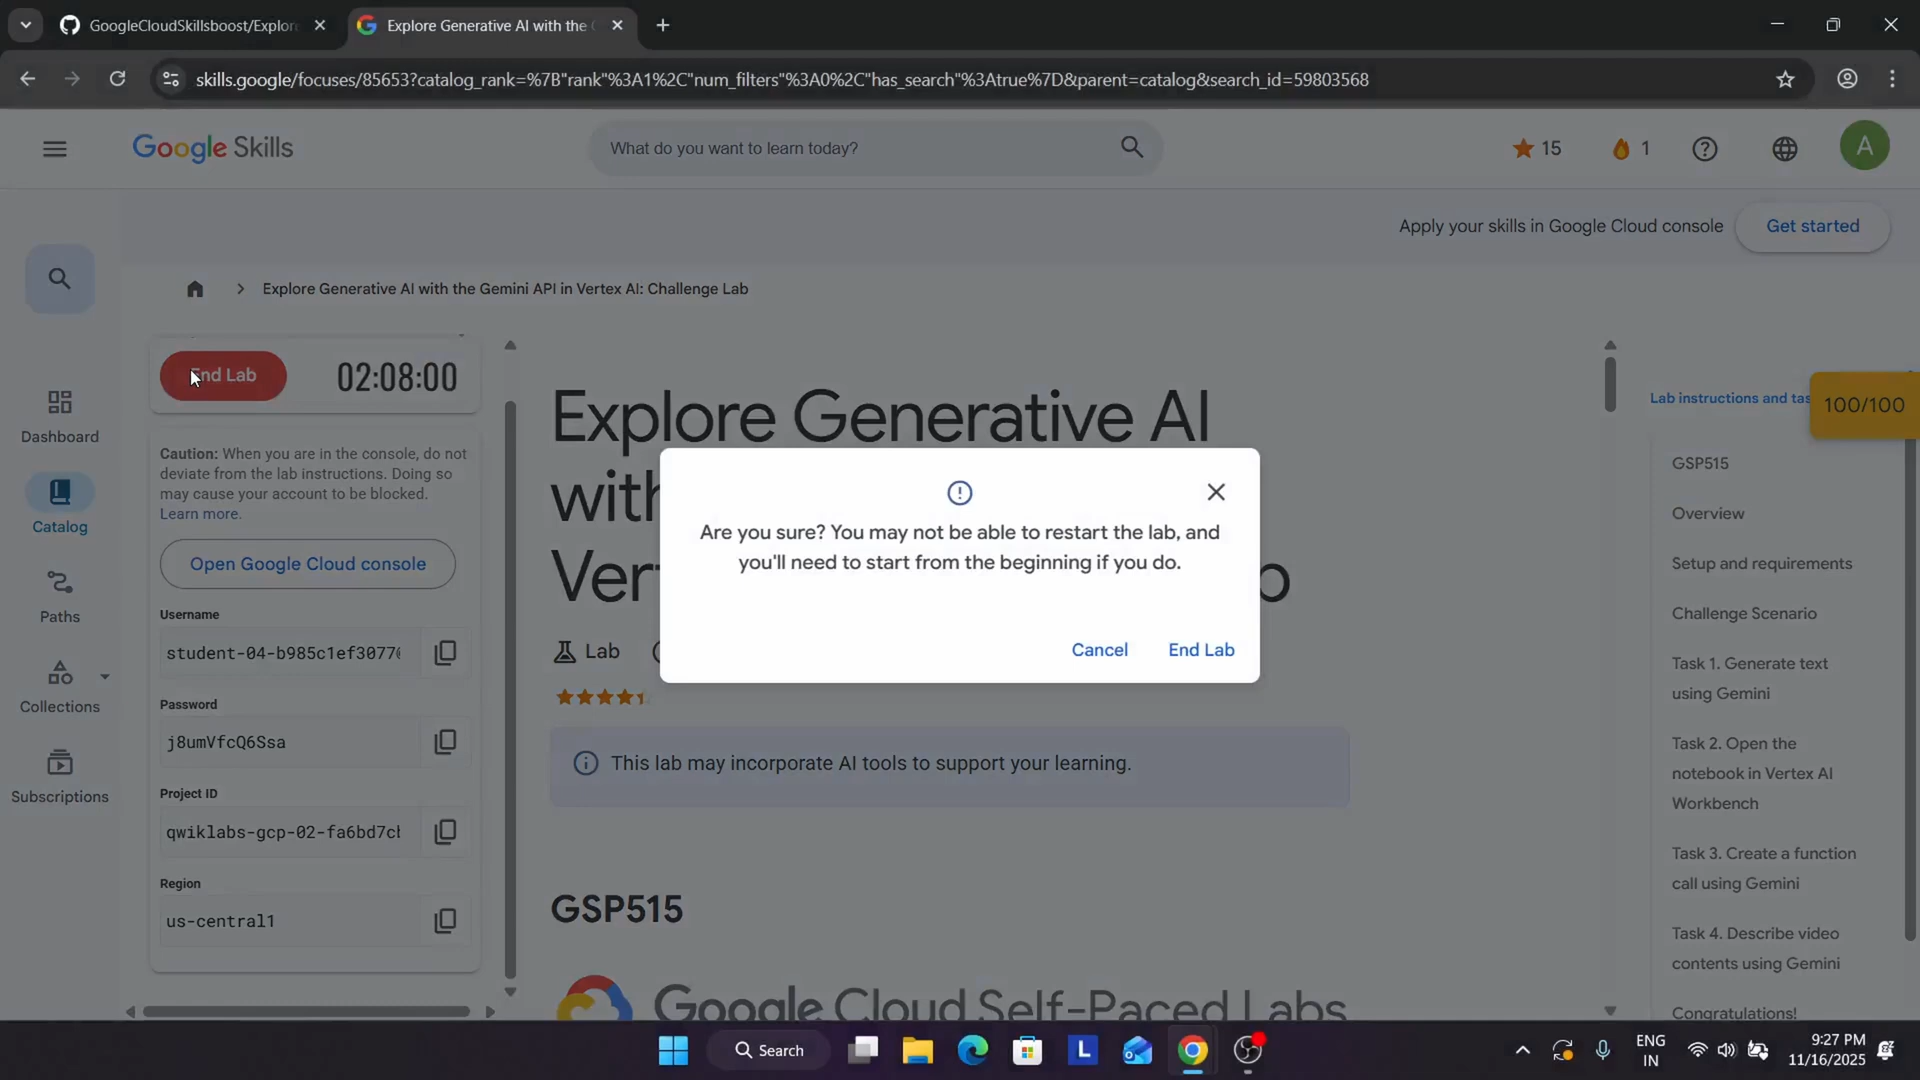 GoogleCloudSkillsboost/Explor
Explore Generative AI with the
skills.google/focuses/85653?catalog_rank=%7B"rank"%3A1%2C"num_filters"%3A0%2C"has_search"%3Atrue%7D&parent=catalog&search_id=59803568
Google Skills
What do you want to learn today?
15
1
A
Apply your skills in Google Cloud console
Get started
Explore Generative AI with the Gemini API in Vertex AI: Challenge Lab
End Lab
02:08:00
Caution: When you are in the console, do not
deviate from the lab instructions. Doing so
may cause your account to be blocked.
Learn more.
Open Google Cloud console
Username
student-04-b985c1ef3077
Password
j8umVfcQ6Ssa
Project ID
qwiklabs-gcp-02-fa6bd7cb
Region
us-central1
Dashboard
Catalog
Paths
Collections
Subscriptions
Explore Generative AI
with
Ver
Lab
This lab may incorporate AI tools to support your learning.
GSP515
Google Cloud Self-Paced Labs
Are you sure? You may not be able to restart the lab, and
you'll need to start from the beginning if you do.
Cancel
End Lab
Lab instructions and tas
100/100
GSP515
Overview
Setup and requirements
Challenge Scenario
Task 1. Generate text
using Gemini
Task 2. Open the
notebook in Vertex AI
Workbench
Task 3. Create a function
call using Gemini
Task 4. Describe video
contents using Gemini
Congratulations!
Search
L
ENG
IN
9:27 PM
11/16/2025